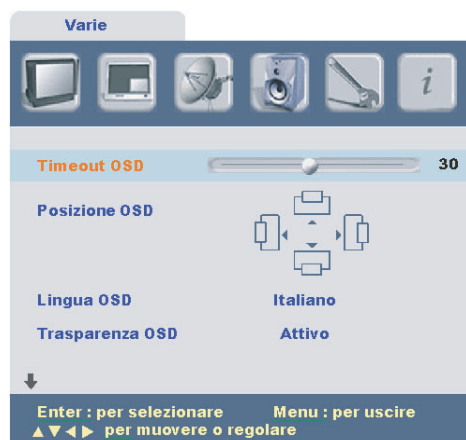 Varie
i
Timeout OSD 30
Posizione OSD
Lingua OSD Italiano
Trasparenza OSD Attivo
Enter : per selezionare Menu : per uscire
▲▼◀▶ per muovere o regolare